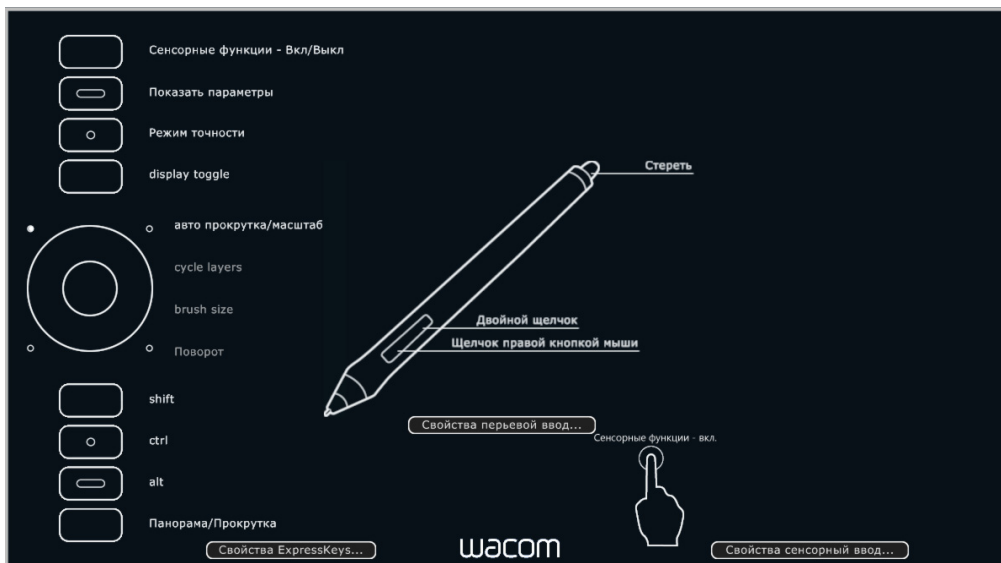 Сенсорные функции - Вкл/Выкл
Показать параметры
Режим точности
display toggle
Стереть
авто прокрутка/масштаб
cycle layers
brush size
Поворот
Двойной щелчок
Щелчок правой кнопкой мыши
shift
ctrl
alt
Панорама/Прокрутка
Свойства перьевой ввод...
Сенсорные функции - вкл.
Свойства ExpressKeys...
wacom
Свойства сенсорный ввод...